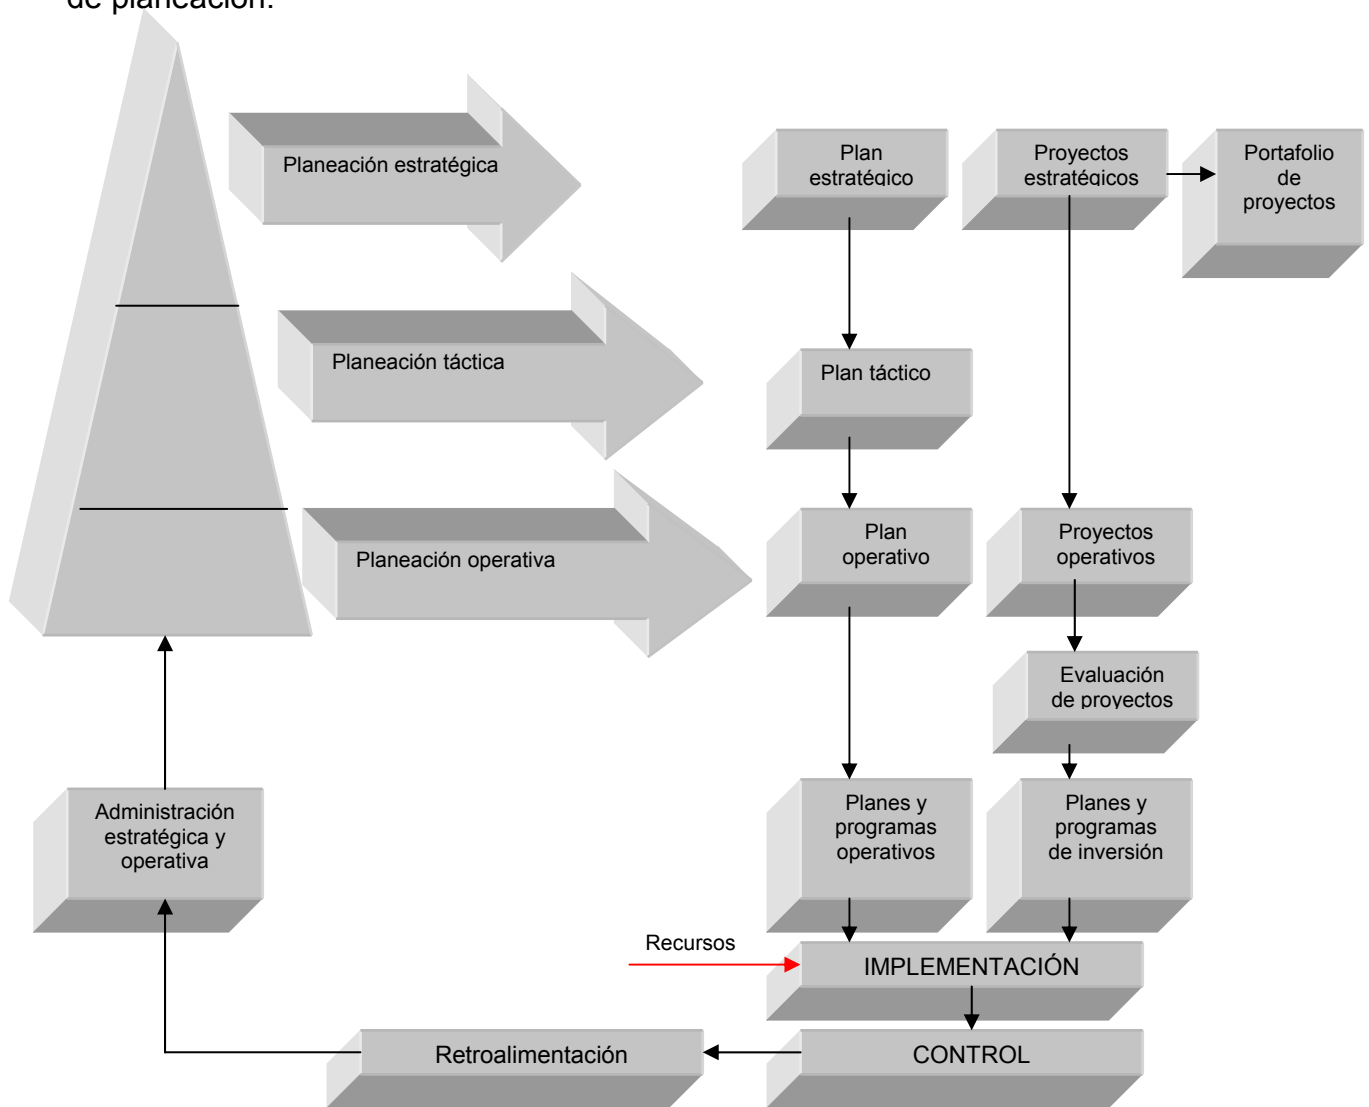 de planeación.
Planeación estratégica
Plan
estratégico
Proyectos
estratégicos
Portafolio
de
proyectos
Planeación táctica
Plan táctico
Planeación operativa
Plan
operativo
Proyectos
operativos
Evaluación
de proyectos
Administración
estratégica y
operativa
Planes y
programas
operativos
Planes y
programas
de inversión
Recursos
IMPLEMENTACIÓN
Retroalimentación
CONTROL